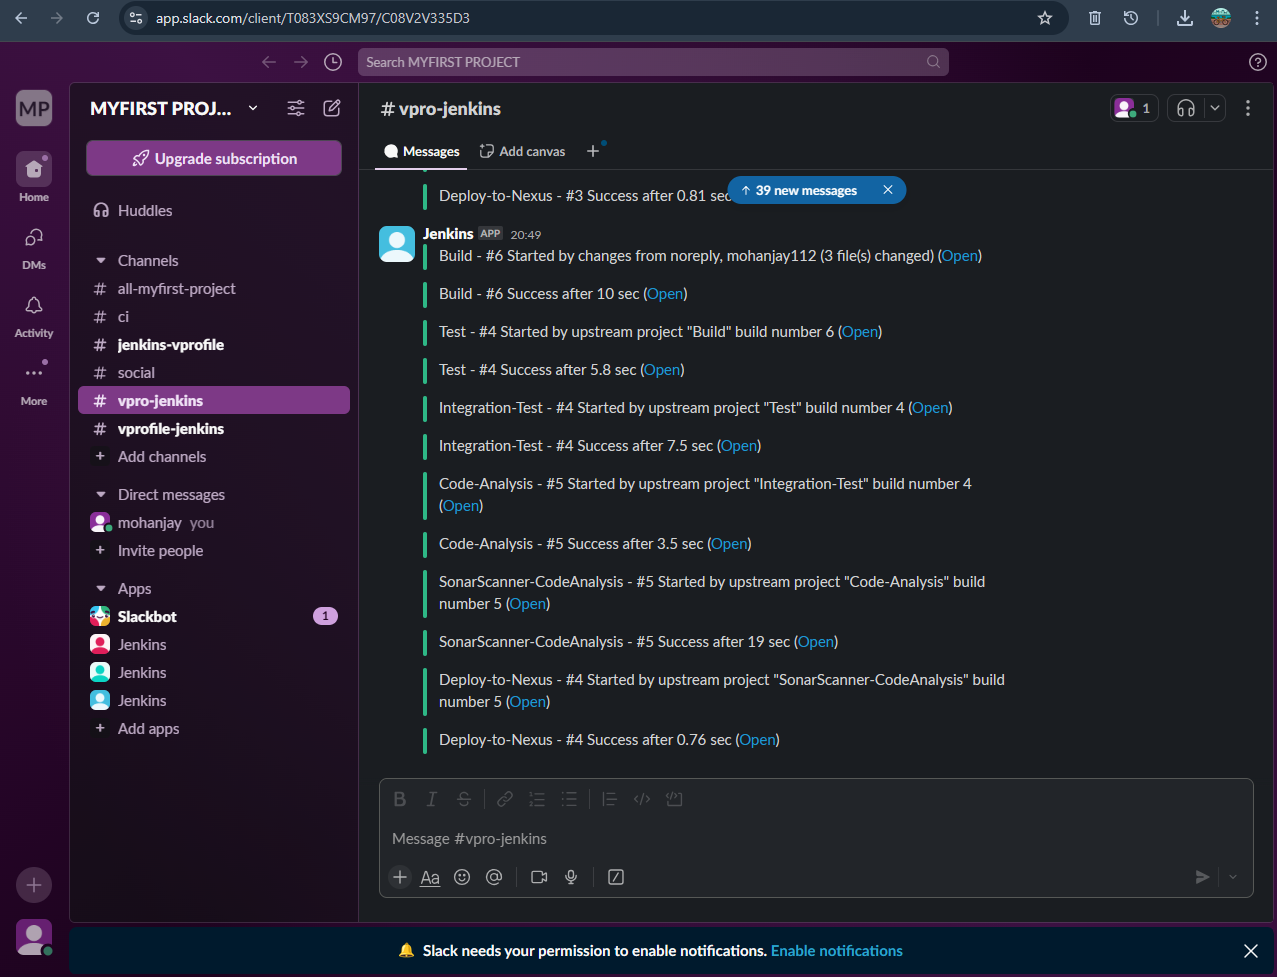 app.slack.com/client/T083XS9CM97/C08V2V335D3
Search MYFIRST PROJECT
MP
Home
DMs
Activity
More
MYFIRST PROJ...
Upgrade subscription
Huddles
Channels
# all-myfirst-project
# ci
# jenkins-vprofile
# social
# vpro-jenkins
# vprofile-jenkins
+ Add channels
Direct messages
mohanjay you
+ Invite people
Apps
Slackbot 1
Jenkins
Jenkins
Jenkins
+ Add apps
# vpro-jenkins
1
Messages Add canvas +
Deploy-to-Nexus - #3 Success after 0.81 sec
↑ 39 new messages
Jenkins APP 20:49
Build - #6 Started by changes from noreply, mohanjay112 (3 file(s) changed) (Open)
Build - #6 Success after 10 sec (Open)
Test - #4 Started by upstream project "Build" build number 6 (Open)
Test - #4 Success after 5.8 sec (Open)
Integration-Test - #4 Started by upstream project "Test" build number 4 (Open)
Integration-Test - #4 Success after 7.5 sec (Open)
Code-Analysis - #5 Started by upstream project "Integration-Test" build number 4
(Open)
Code-Analysis - #5 Success after 3.5 sec (Open)
SonarScanner-CodeAnalysis - #5 Started by upstream project "Code-Analysis" build
number 5 (Open)
SonarScanner-CodeAnalysis - #5 Success after 19 sec (Open)
Deploy-to-Nexus - #4 Started by upstream project "SonarScanner-CodeAnalysis" build
number 5 (Open)
Deploy-to-Nexus - #4 Success after 0.76 sec (Open)
B I S
Message #vpro-jenkins
+ Aa
Slack needs your permission to enable notifications. Enable notifications